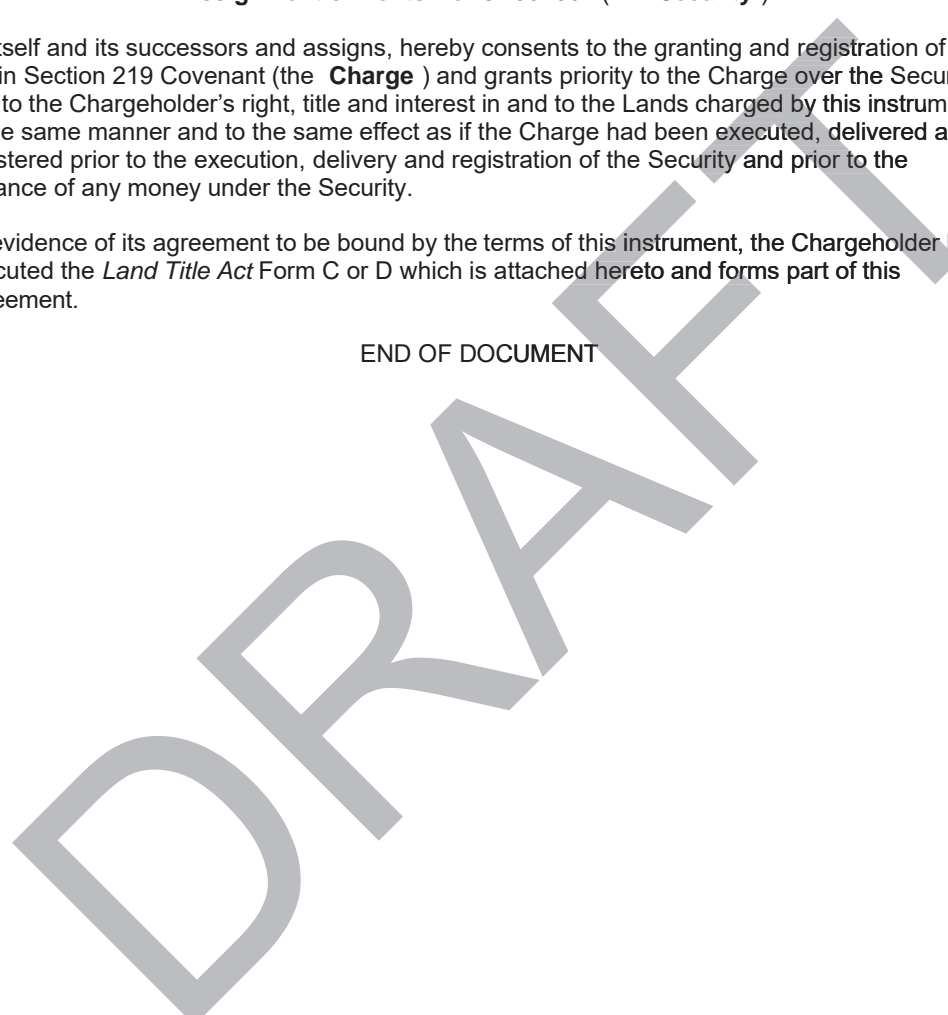 itself and its successors and assigns, hereby consents to the granting and registration of
in Section 219 Covenant (the Charge ) and grants priority to the Charge over the Secur
to the Chargeholder's right, title and interest in and to the Lands charged by this instrum
e same manner and to the same effect as if the Charge had been executed, delivered a
stered prior to the execution, delivery and registration of the Security and prior to the
ance of any money under the Security.
evidence of its agreement to be bound by the terms of this instrument, the Chargeholder
cuted the Land Title Act Form C or D which is attached hereto and forms part of this
eement.
END OF DOCUMENT
DRAFT